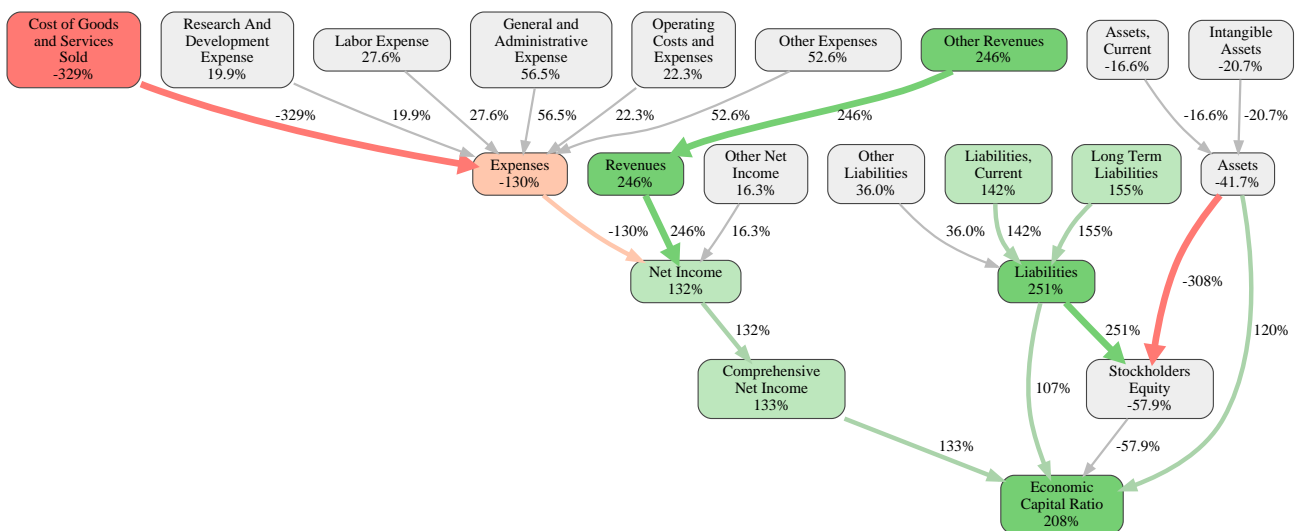 Cost of Goods
and Services
Sold
-329%
Research And
Development
Expense
19.9%
Labor Expense
27.6%
General and
Administrative
Expense
56.5%
Operating
Costs and
Expenses
22.3%
Other Expenses
52.6%
Other Revenues
246%
Assets,
Current
-16.6%
Intangible
Assets
-20.7%
-329%
19.9%
27.6%
56.5%
22.3%
52.6%
246%
-16.6%
-20.7%
Expenses
-130%
Revenues
246%
Other Net
Income
16.3%
Other
Liabilities
36.0%
Liabilities,
Current
142%
Long Term
Liabilities
155%
Assets
-41.7%
-130%
246%
16.3%
36.0%
142%
155%
Net Income
132%
Liabilities
251%
-308%
132%
251%
120%
Comprehensive
Net Income
133%
107%
Stockholders
Equity
-57.9%
133%
-57.9%
Economic
Capital Ratio
208%